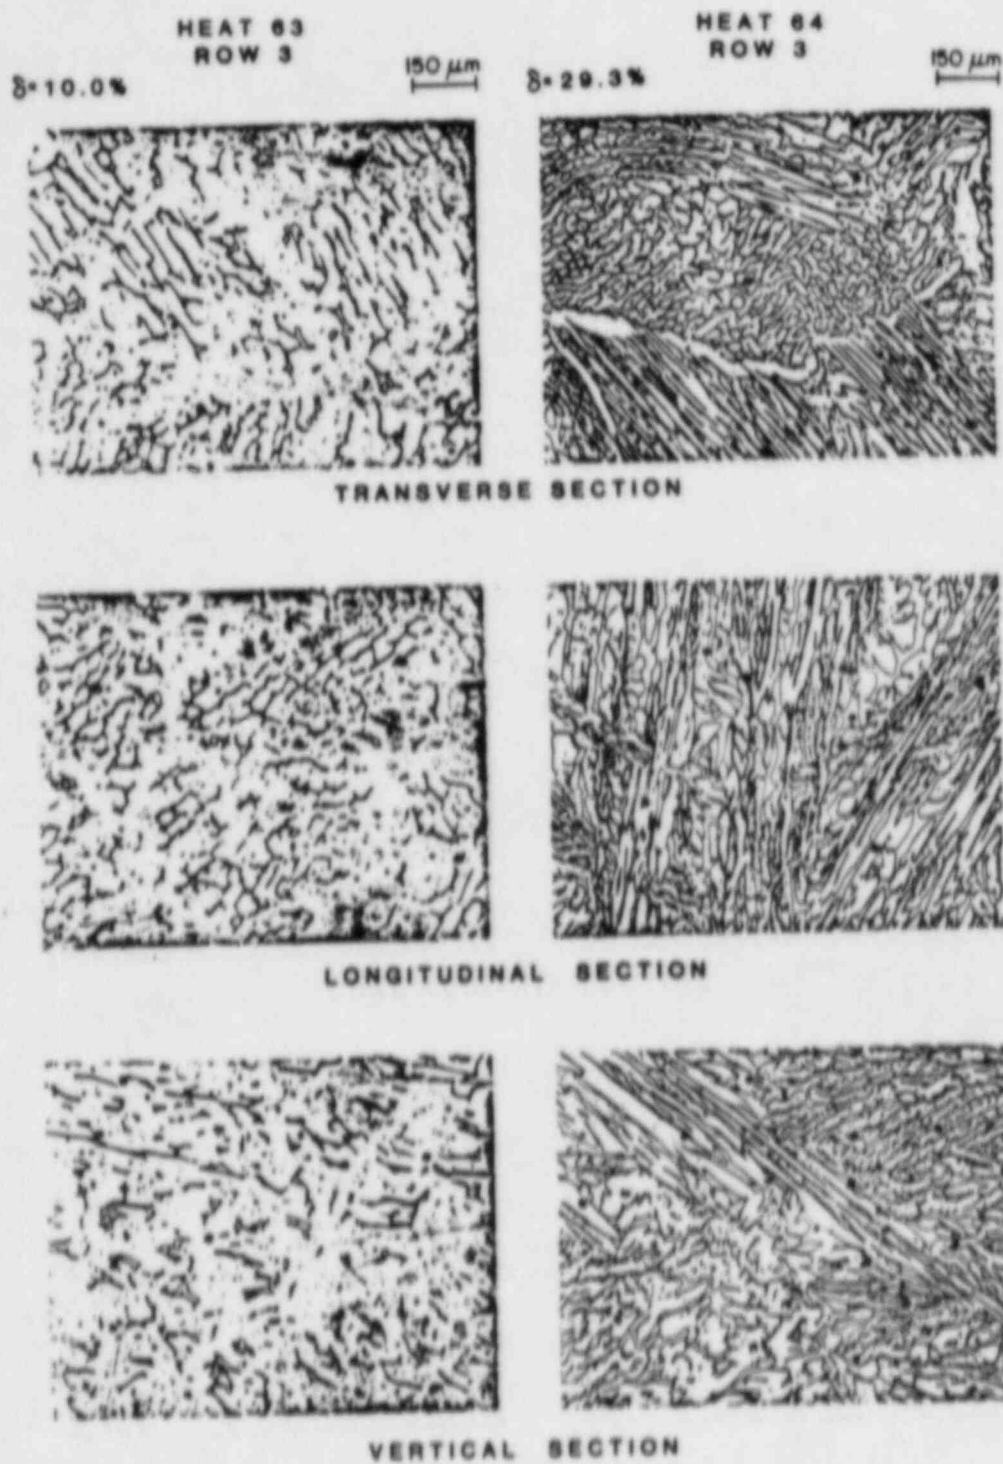 HEAT 63
ROW 3
δ=10.0%
150 μm
HEAT 64
ROW 3
δ=29.3%
150 μm
TRANSVERSE SECTION
LONGITUDINAL SECTION
VERTICAL SECTION